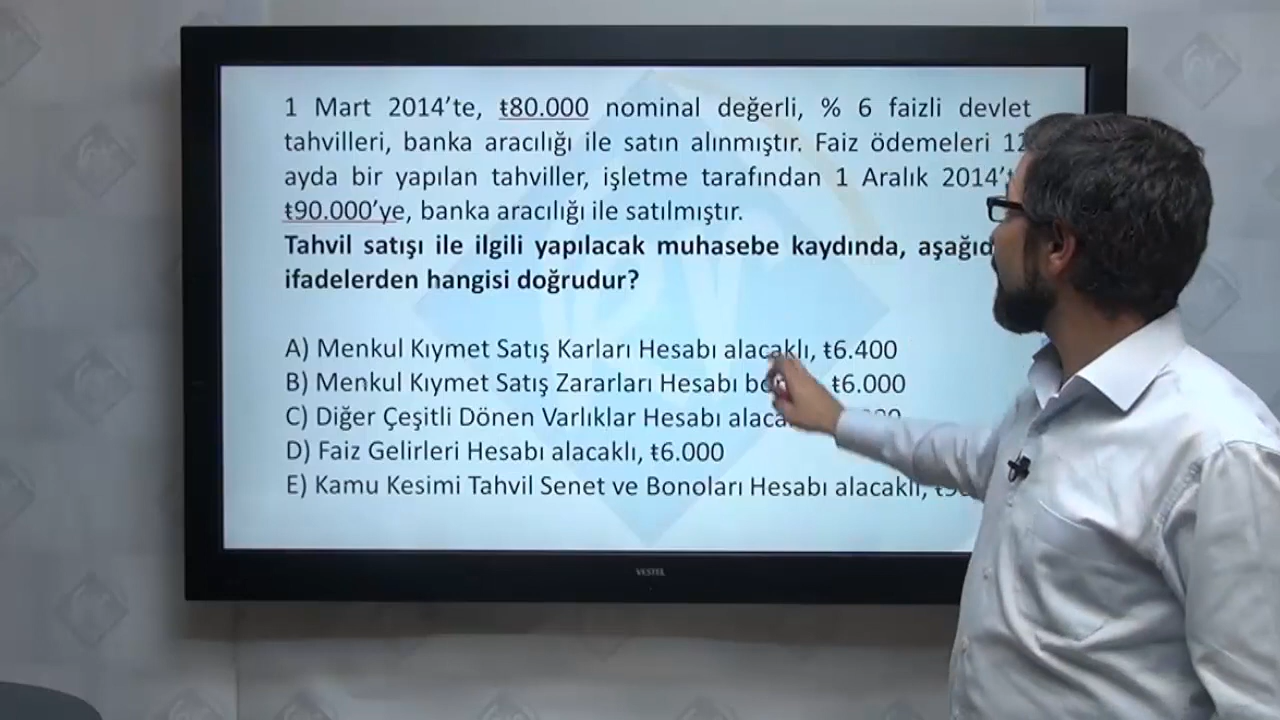 1 Mart 2014'te, ₺80.000 nominal değerli, % 6 faizli devlet
tahvilleri, banka aracılığı ile satın alınmıştır. Faiz ödemeleri 12
ayda bir yapılan tahviller, işletme tarafından 1 Aralık
₺90.000'ye, banka aracılığı ile satılmıştır.
Tahvil satışı ile ilgili yapılacak muhasebe kaydında,
ifadelerden hangisi doğrudur?
A) Menkul Kıymet Satış Karları Hesabı alacaklı, ₺6.400
B) Menkul Kıymet Satış Zararları Hesabı ₺6.000
C) Diğer Çeşitli Dönen Varlıklar Hesabı
D) Faiz Gelirleri Hesabı alacaklı, ₺6.000
E) Kamu Kesimi Tahvil Senet ve Bonoları Hesabı alacaklı,
VESTEL